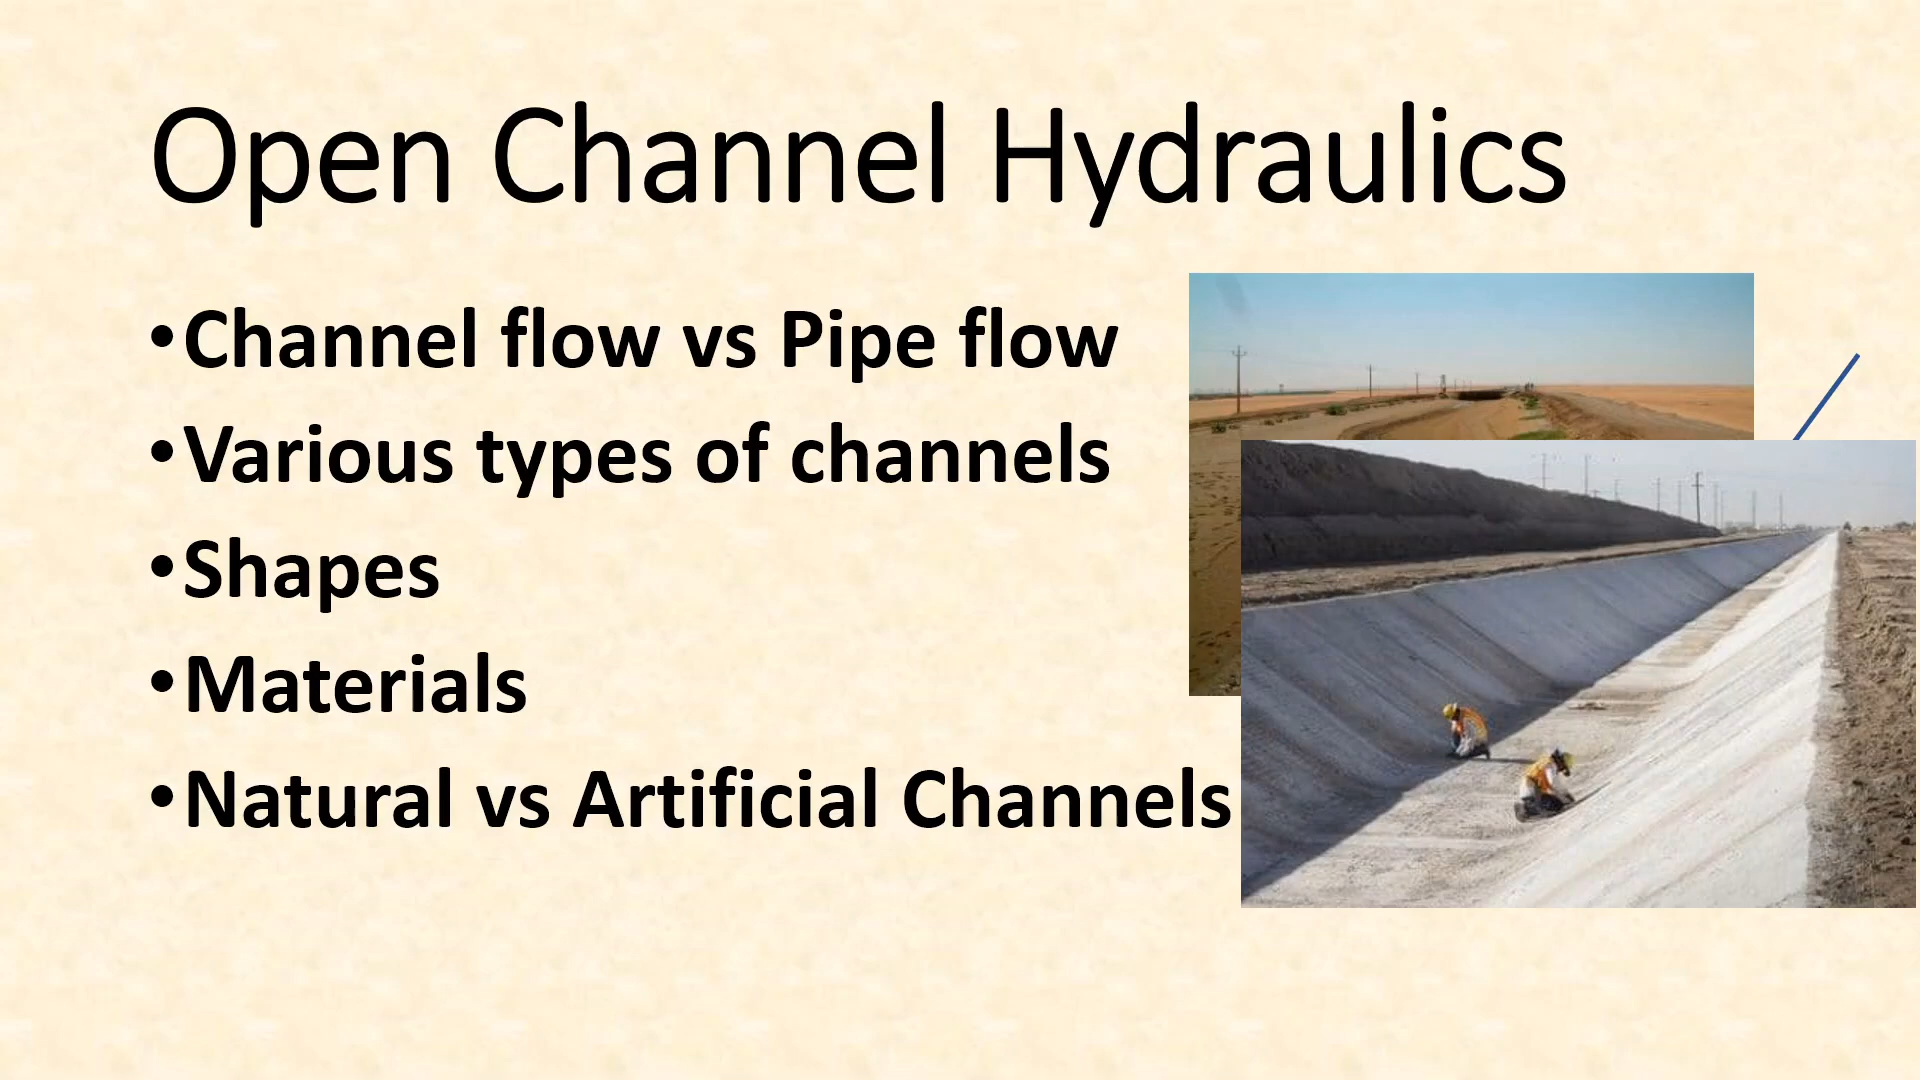 Open Channel Hydraulics
•Channel flow vs Pipe flow
•Various types of channels
•Shapes
•Materials
•Natural vs Artificial Channels